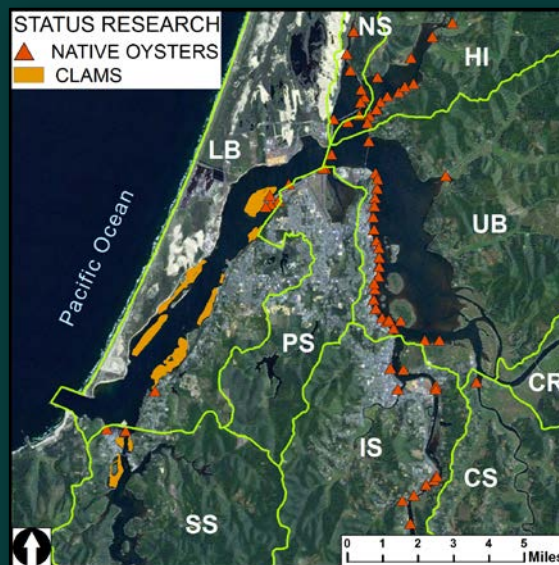 STATUS RESEARCH
NATIVE OYSTERS
CLAMS
NS
HI
LB
UB
Pacific Ocean
PS
CR
IS
CS
SS
0 1 2 3 4 5
Miles